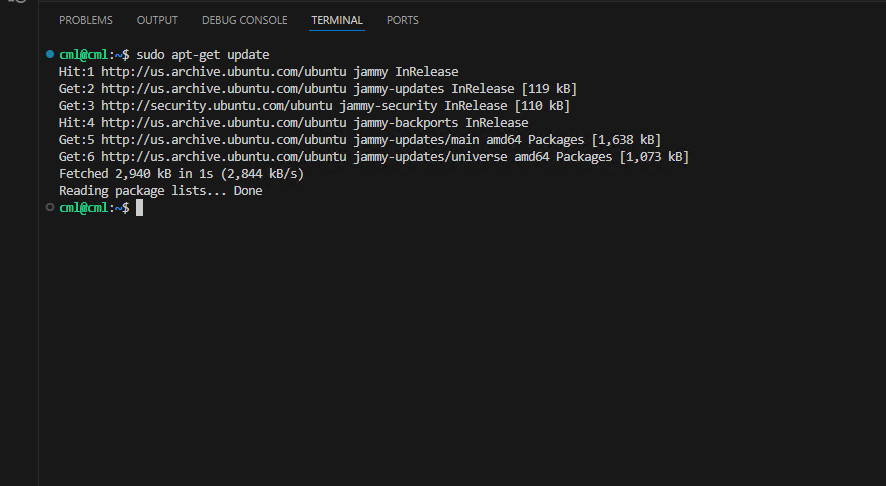 PROBLEMS OUTPUT DEBUG CONSOLE TERMINAL PORTS
cml@cml:~$ sudo apt-get update
Hit:1 http://us.archive.ubuntu.com/ubuntu jammy InRelease
Get:2 http://us.archive.ubuntu.com/ubuntu jammy-updates InRelease [119 kB]
Get:3 http://security.ubuntu.com/ubuntu jammy-security InRelease [110 kB]
Hit:4 http://us.archive.ubuntu.com/ubuntu jammy-backports InRelease
Get:5 http://us.archive.ubuntu.com/ubuntu jammy-updates/main amd64 Packages [1,638 kB]
Get:6 http://us.archive.ubuntu.com/ubuntu jammy-updates/universe amd64 Packages [1,073 kB]
Fetched 2,940 kB in 1s (2,844 kB/s)
Reading package lists... Done
cml@cml:~$